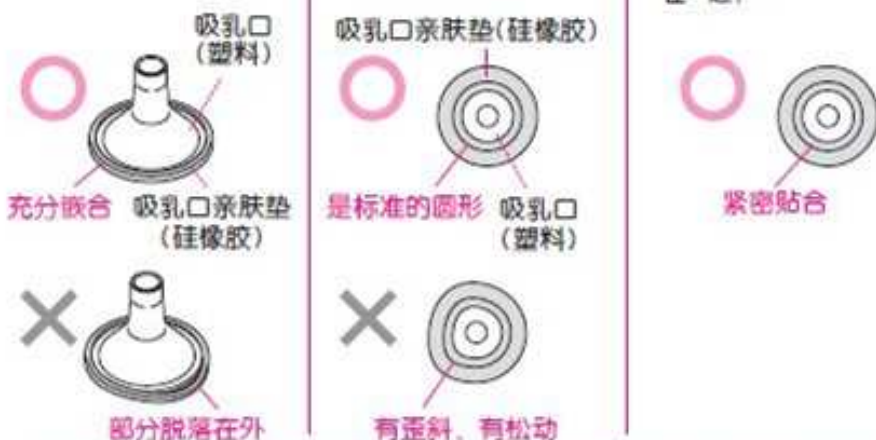 吸乳口
(塑料)
充分嵌合
吸乳口亲肤垫
(硅橡胶)
部分脱落在外
吸乳口亲肤垫(硅橡胶)
是标准的圆形
吸乳口
(塑料)
有歪斜、有松动
紧密贴合